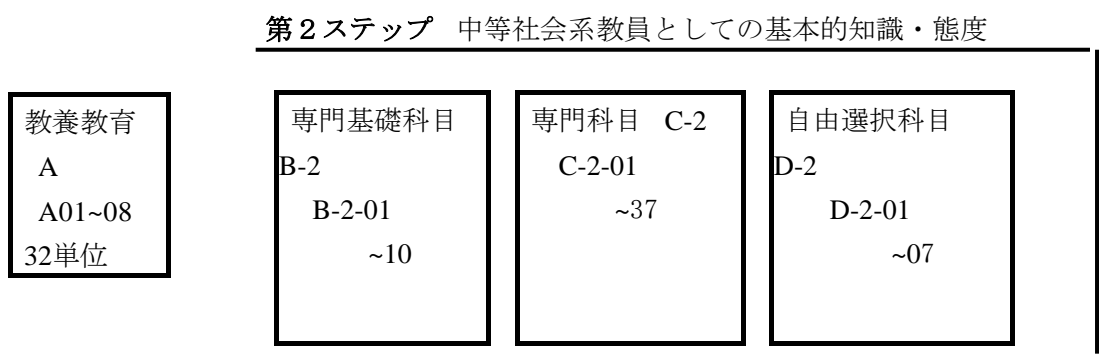 第２ステップ 中等社会系教員としての基本的知識・態度
教養教育
A
A01~08
32単位
専門基礎科目
B-2
B-2-01
~10
専門科目 C-2
C-2-01
~37
自由選択科目
D-2
D-2-01
~07